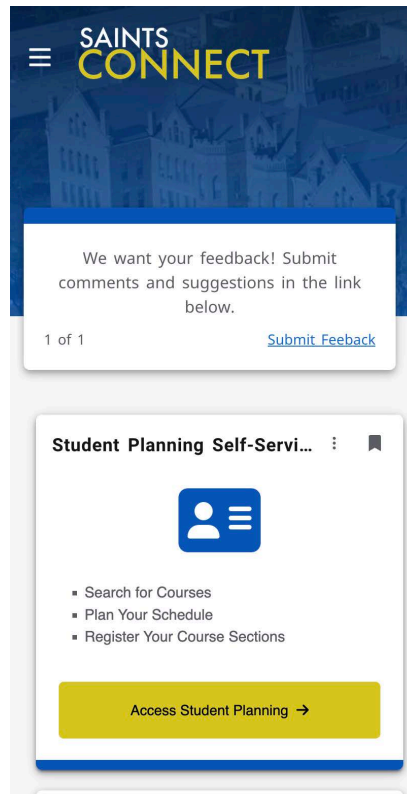 SAINTS
CONNECT
We want your feedback! Submit
comments and suggestions in the link
below.
1 of 1
Submit Feeback
Student Planning Self-Servi...
Search for Courses
Plan Your Schedule
Register Your Course Sections
Access Student Planning →